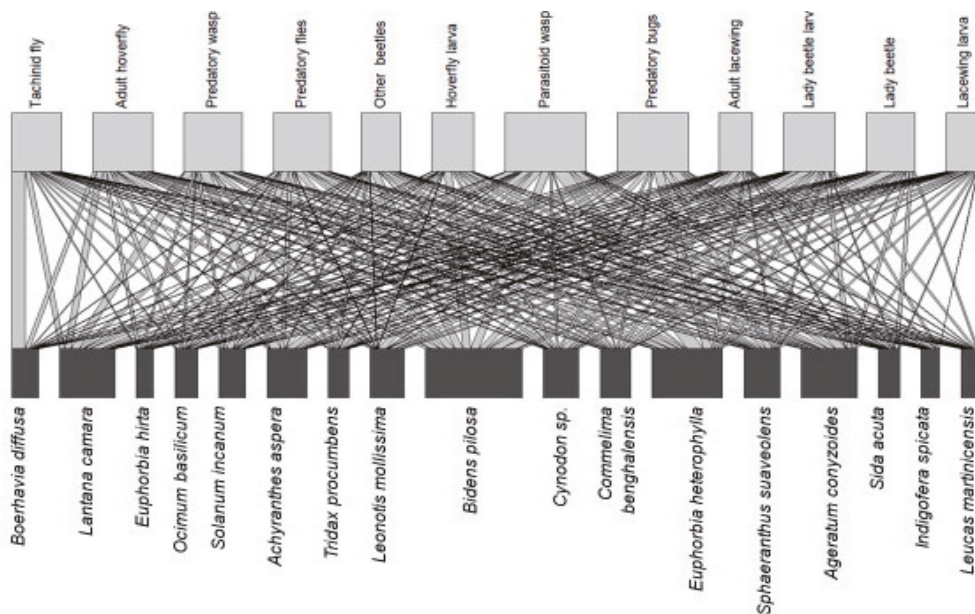 Tachinid fly
Adult hoverfly
Predatory wasp
Predatory flies
Other beetles
Hoverfly larva
Parasitoid wasp
Predatory bugs
Adult lacewing
Lady beetle larv
Lady beetle
Lacewing larva
Boerhavia diffusa
Lantana camara
Euphorbia hirta
Ocimum basilicum
Solanum incanum
Achyranthes aspera
Tridax procumbens
Leonotis mollissima
Bidens pilosa
Cynodon sp.
Commelima
benghalensis
Euphorbia heterophylla
Sphaeranthus suaveolens
Ageratum conyzoides
Sida acuta
Indigofera spicata
Leucas martinicensis